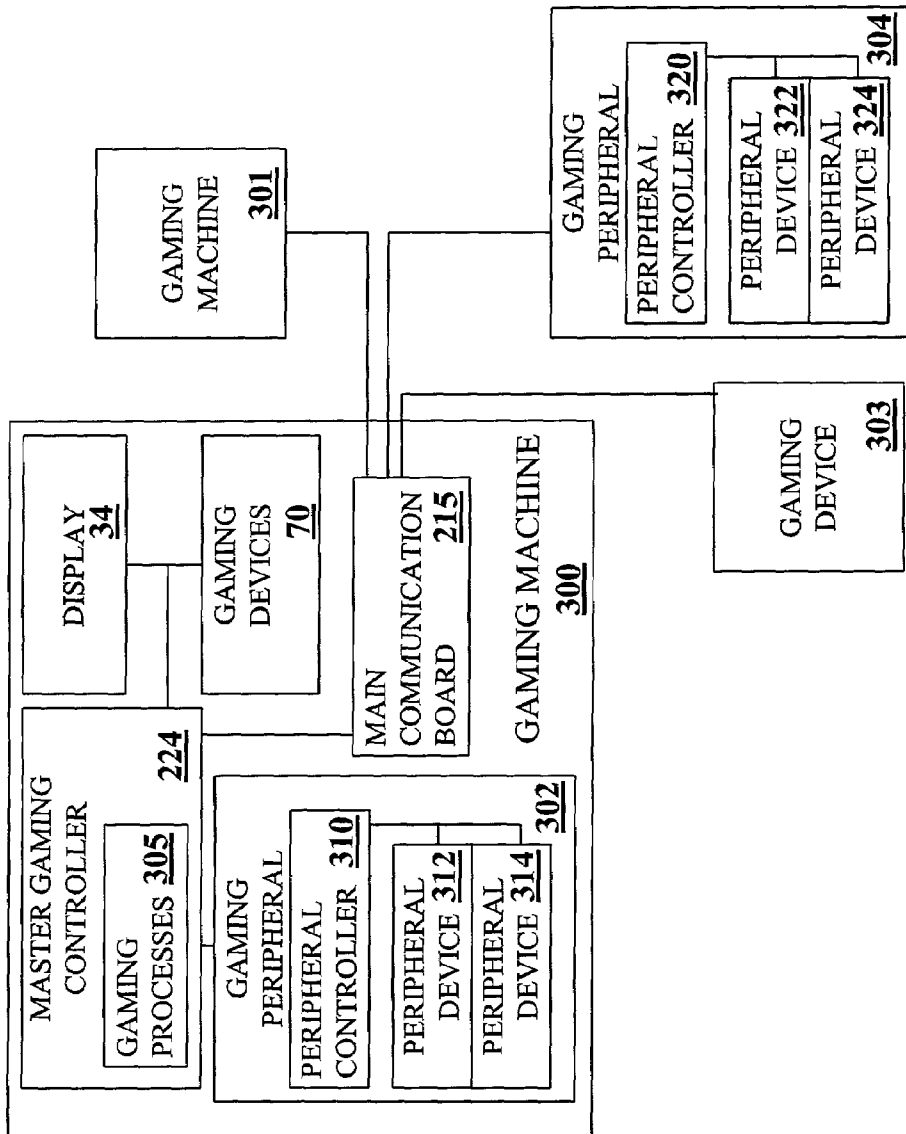 MASTER GAMING
CONTROLLER
224
GAMING
PROCESSES 305
DISPLAY
34
GAMING
DEVICES
70
GAMING
PERIPHERAL
PERIPHERAL
CONTROLLER 310
PERIPHERAL
DEVICE 312
PERIPHERAL
DEVICE 314
302
MAIN
COMMUNICATION
BOARD 215
GAMING MACHINE
300
GAMING
MACHINE
301
GAMING
DEVICE
303
GAMING
PERIPHERAL
PERIPHERAL
CONTROLLER 320
PERIPHERAL
DEVICE 322
PERIPHERAL
DEVICE 324
304